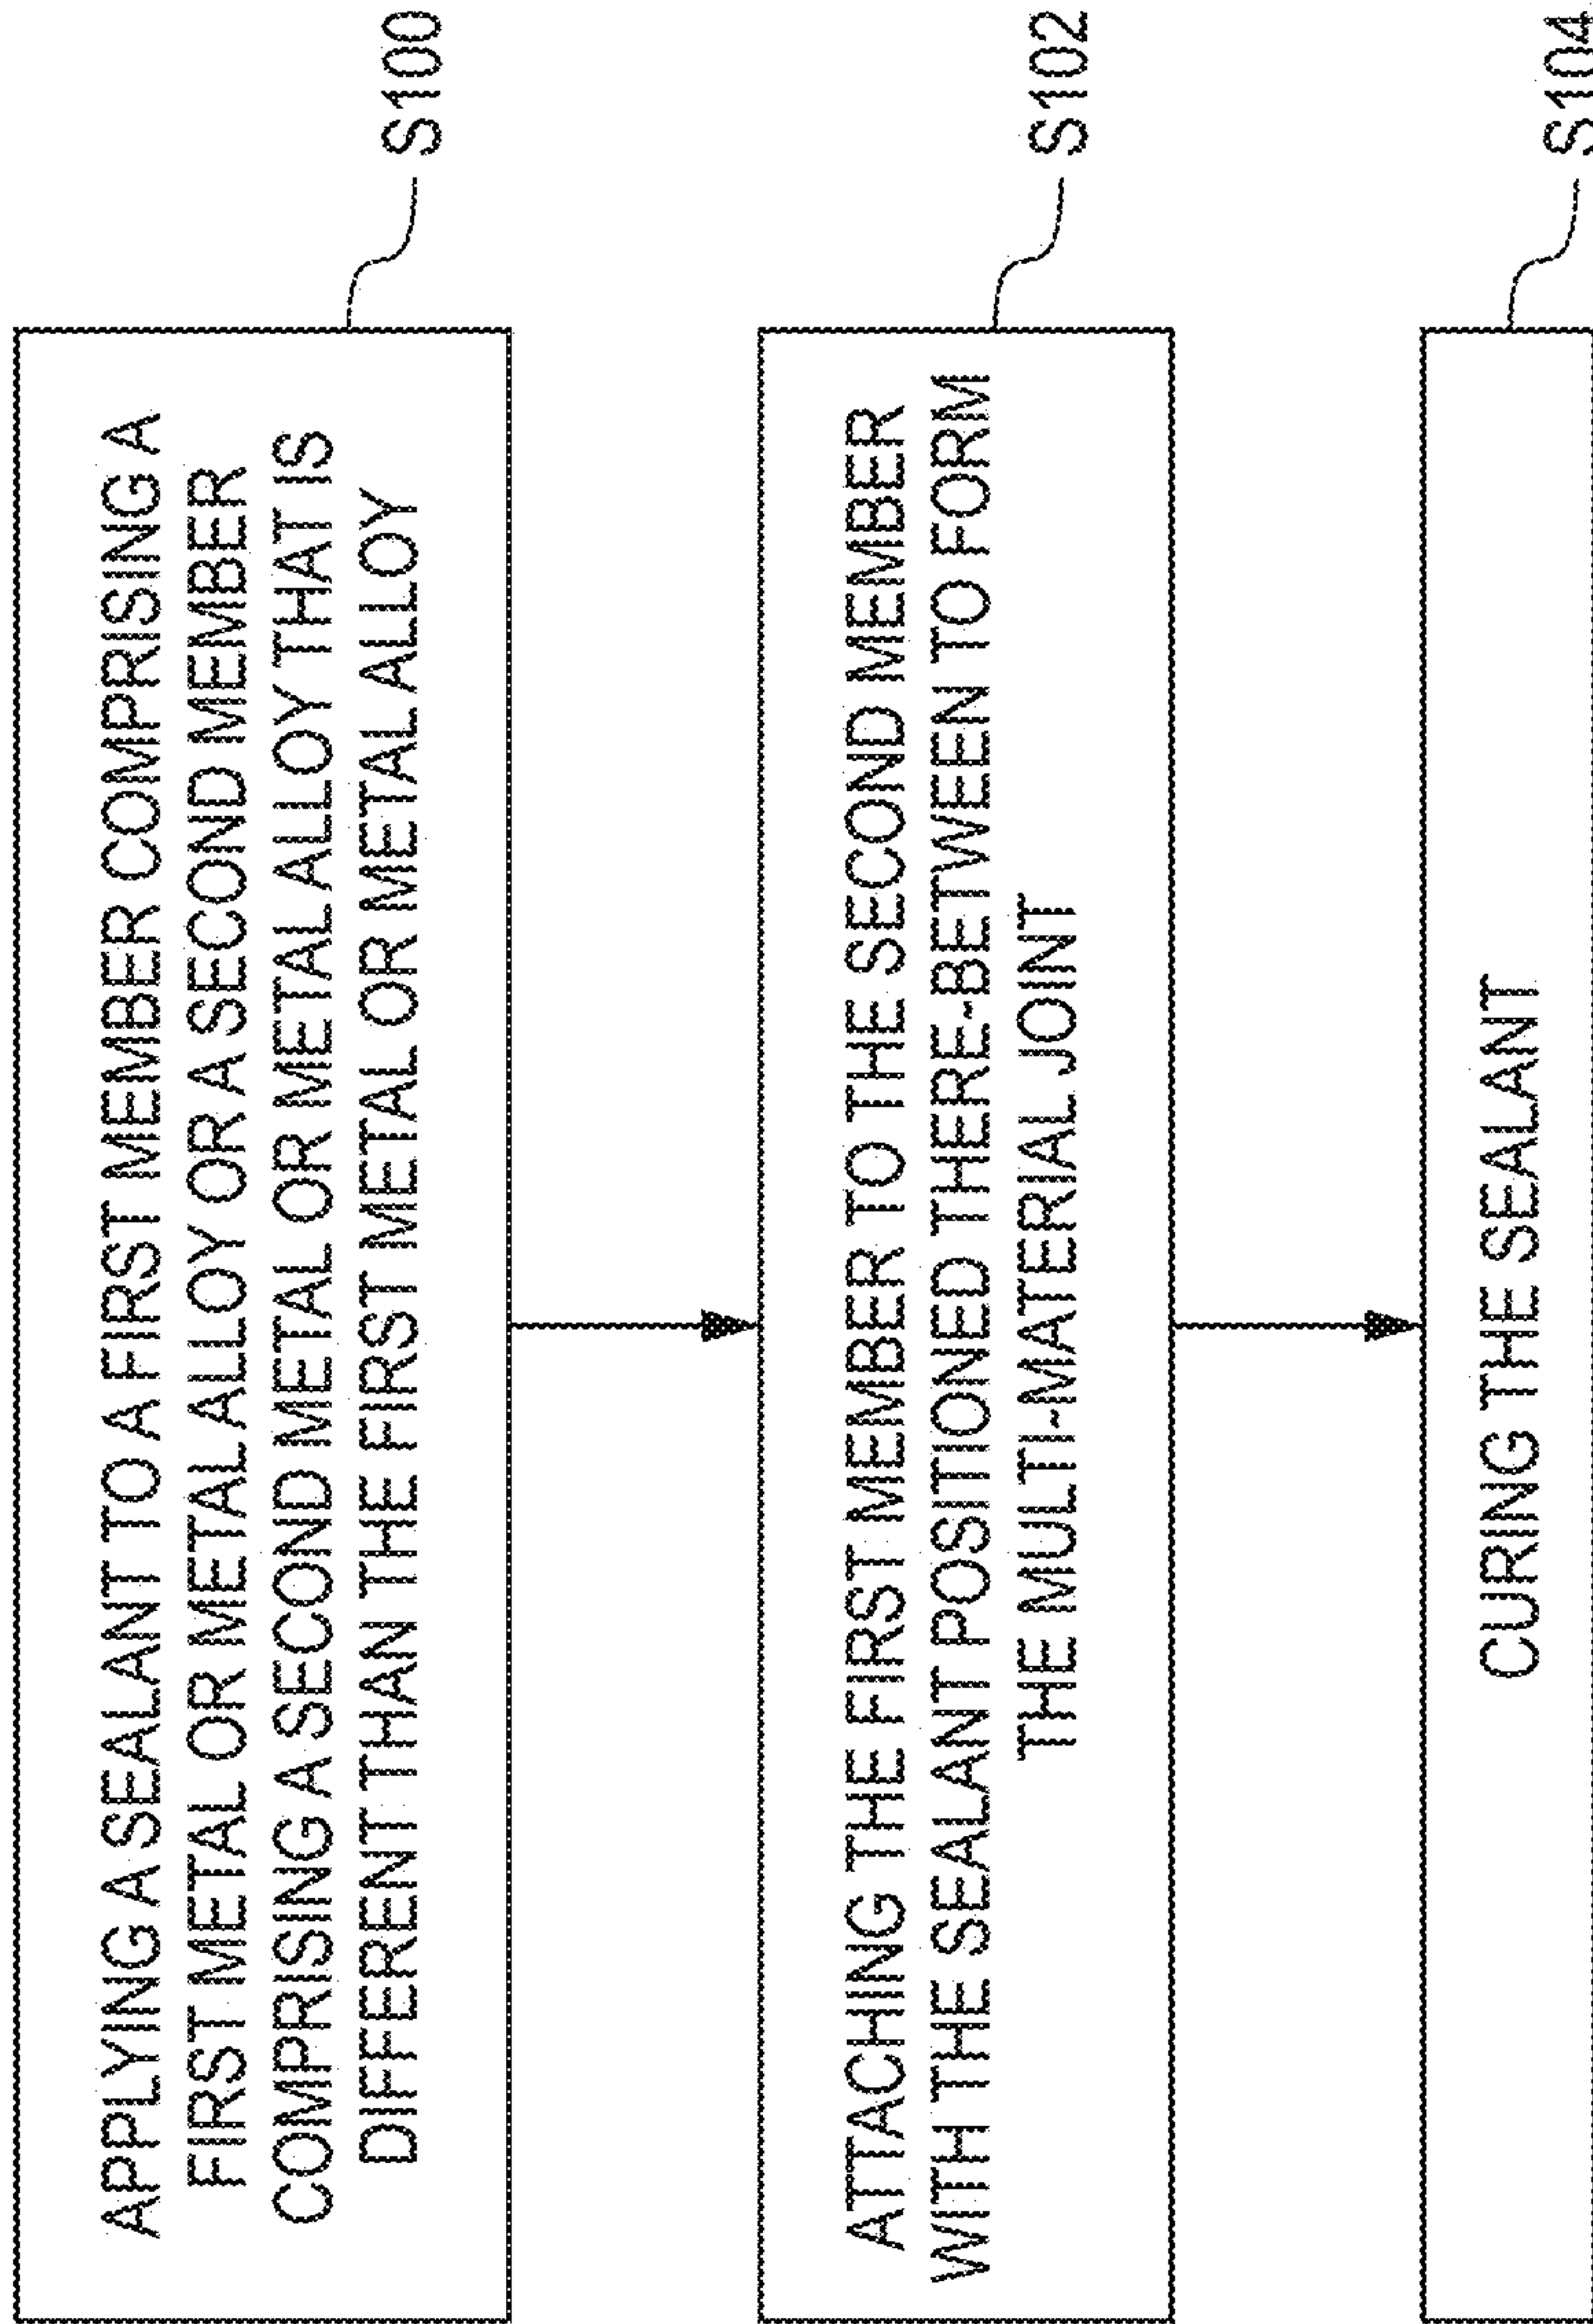 APPLYING A SEALANT TO A FIRST MEMBER COMPRISING A
FIRST METAL OR METAL ALLOY OR A SECOND MEMBER
COMPRISING A SECOND METAL OR METAL ALLOY THAT IS
DIFFERENT THAN THE FIRST METAL OR METAL ALLOY
S100
ATTACHING THE FIRST MEMBER TO THE SECOND MEMBER
WITH THE SEALANT POSITIONED THERE-BETWEEN TO FORM
THE MULTI-MATERIAL JOINT
S102
CURING THE SEALANT
S104